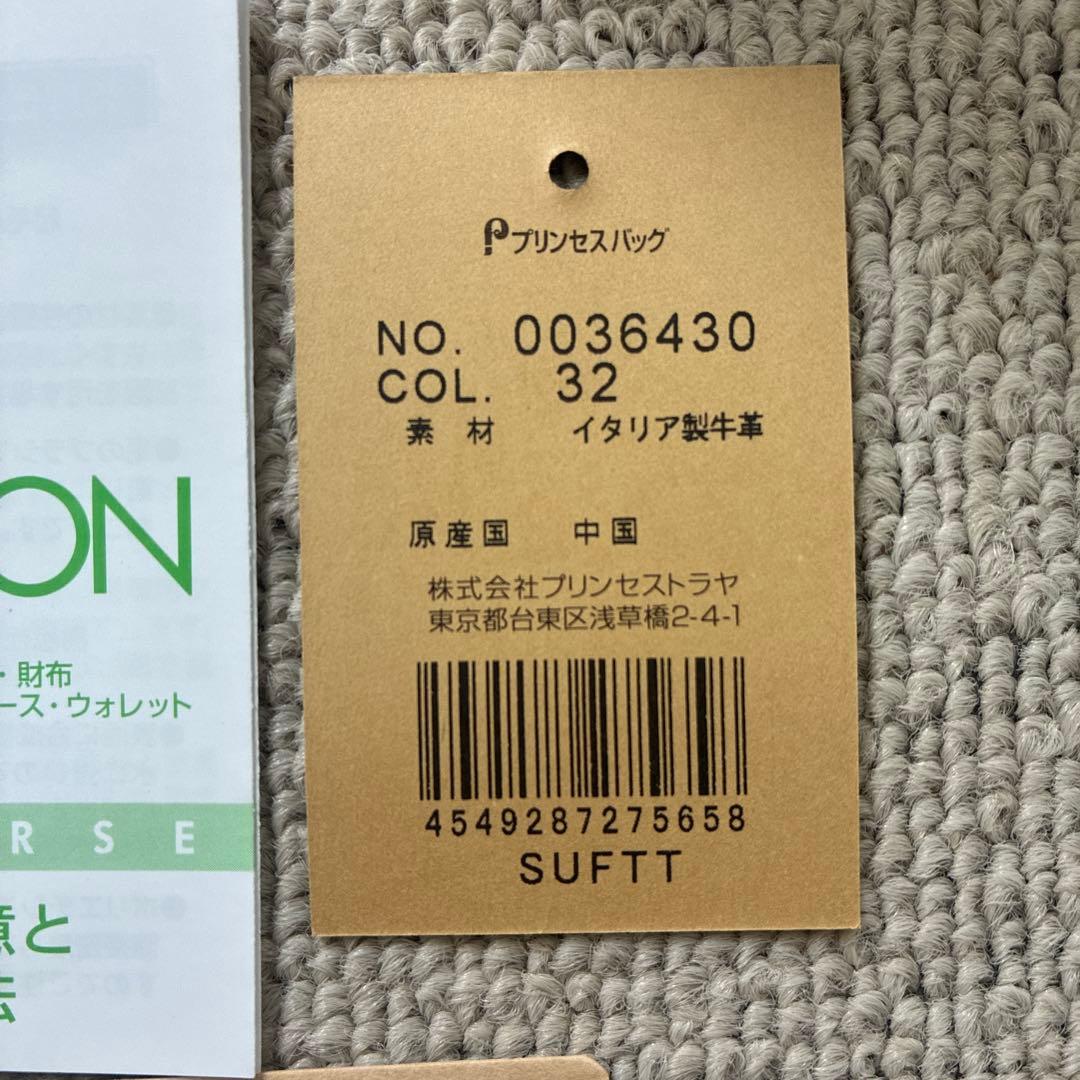 プリンセスバッグ
NO. 0036430
COL. 32
素材 イタリア製牛革
原産国 中国
株式会社プリンセストラヤ
東京都台東区浅草橋2-4-1
4549287275658
SUFTT
ON
・財布
ース・ウォレット
RSE
意と
法